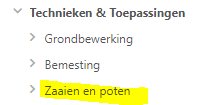 Technieken & Toepassingen
Grondbewerking
Bemesting
Zaaien en poten